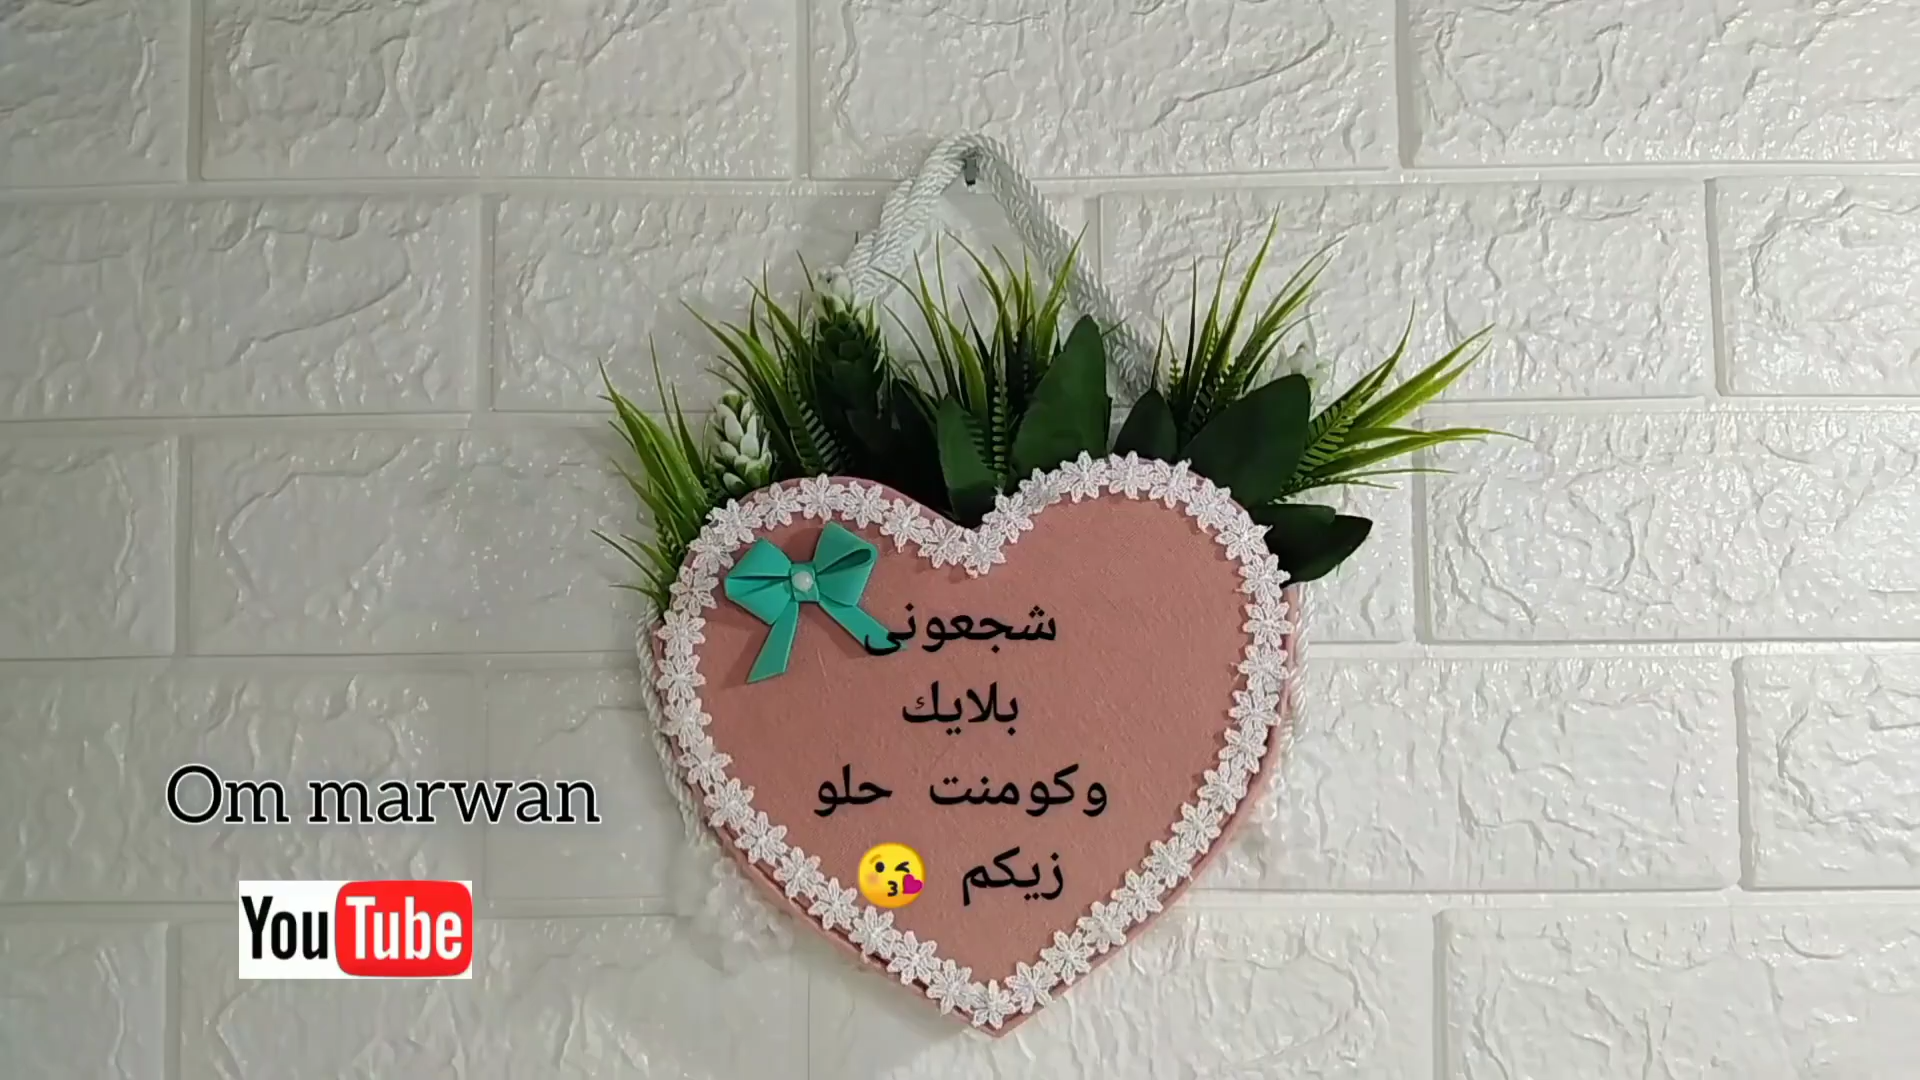 شجعونى
بلايك
وكومنت حلو
زيكم 😘
Om marwan
YouTube